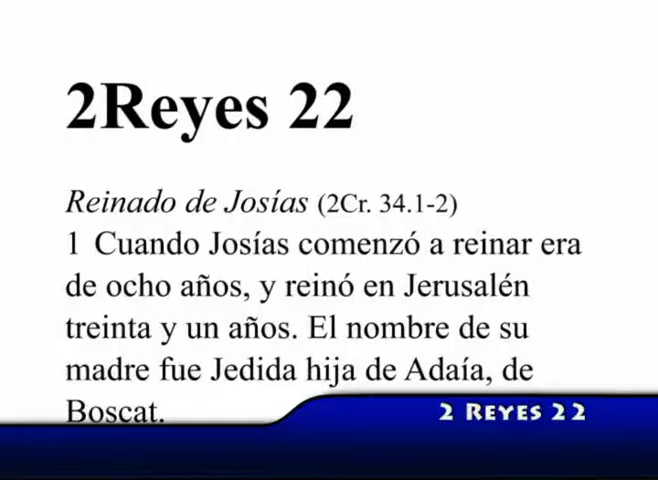 2Reyes 22
Reinado de Josías (2Cr. 34.1-2)
1 Cuando Josías comenzó a reinar era
de ocho años, y reinó en Jerusalén
treinta y un años. El nombre de su
madre fue Jedida hija de Adaía, de
Boscat.
2 REYES 22